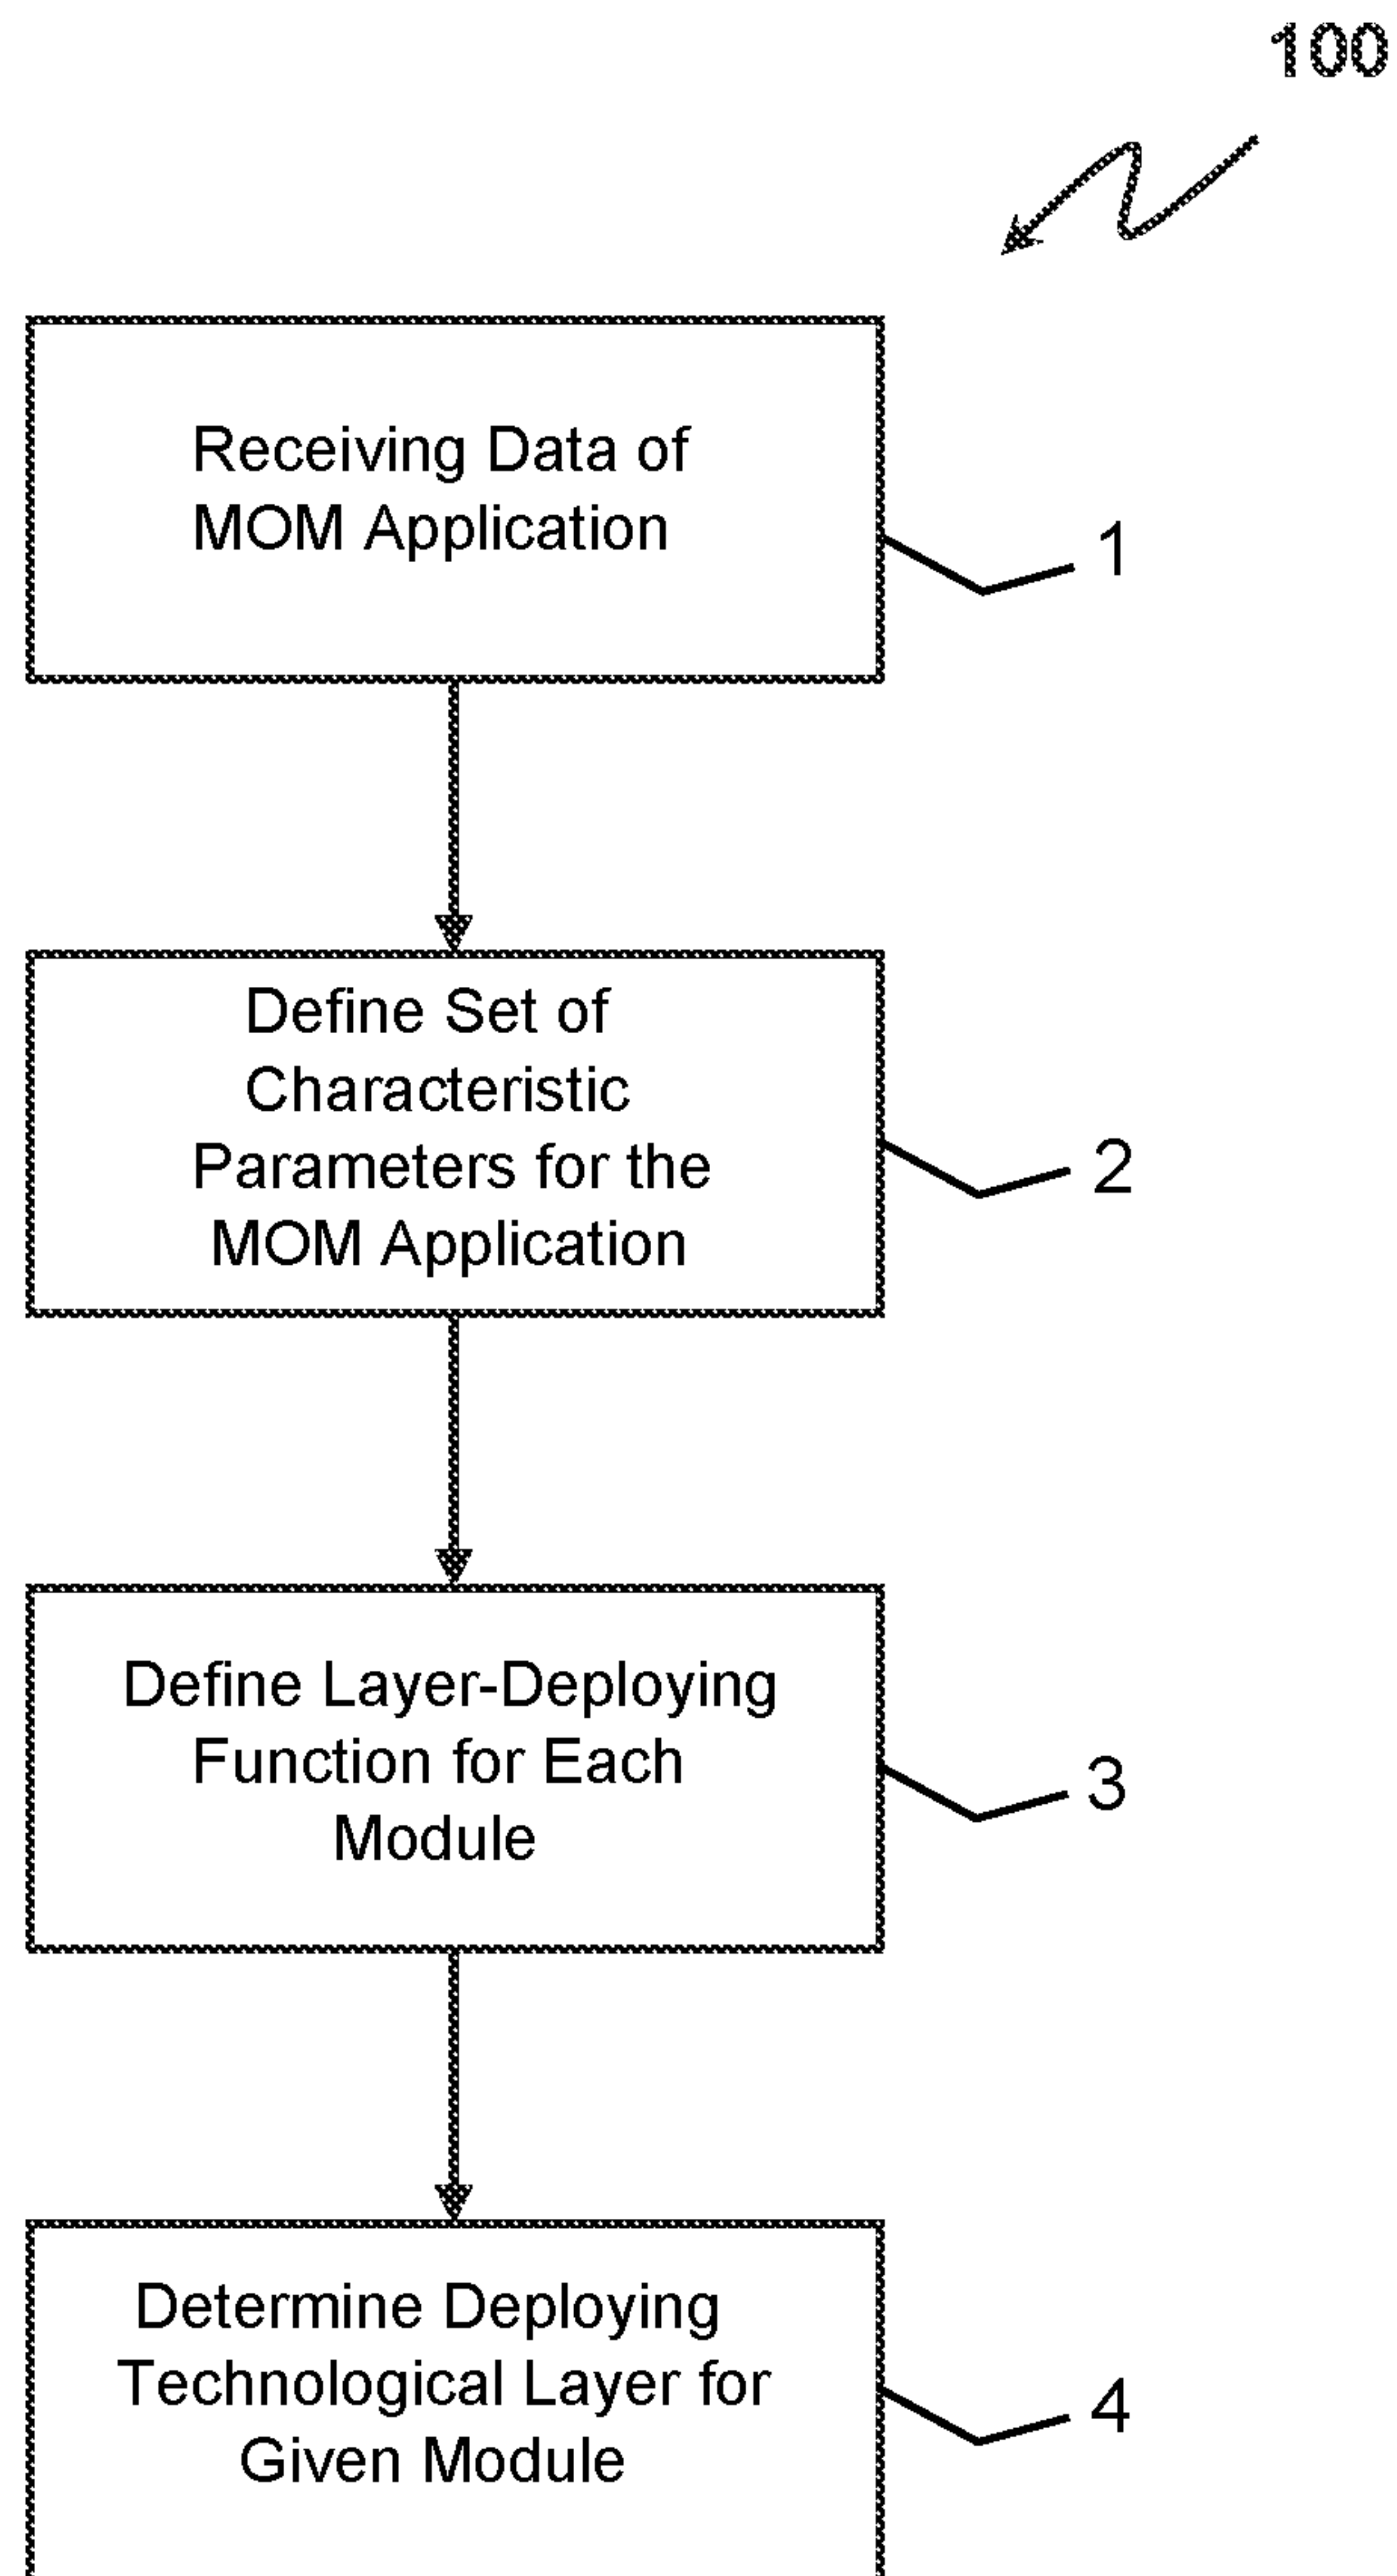 100
Receiving Data of
MOM Application
1
Define Set of
Characteristic
Parameters for the
MOM Application
2
Define Layer-Deploying
Function for Each
Module
3
Determine Deploying
Technological Layer for
Given Module
4